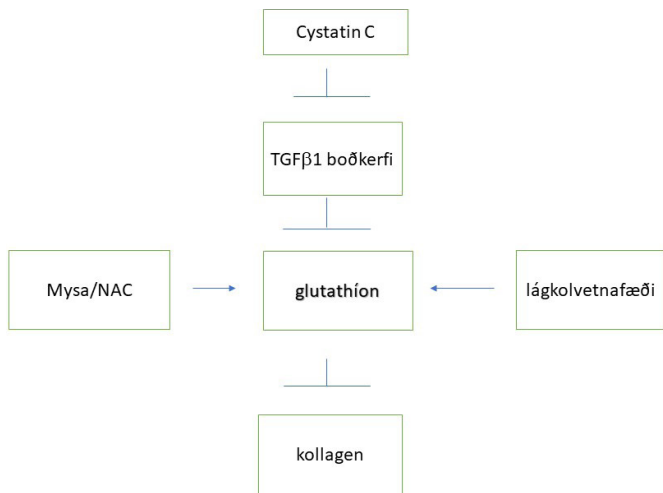 Cystatin C
TGFβ1 boðkerfi
Mysa/NAC
glutathíon
lágkolvetnafæði
kollagen